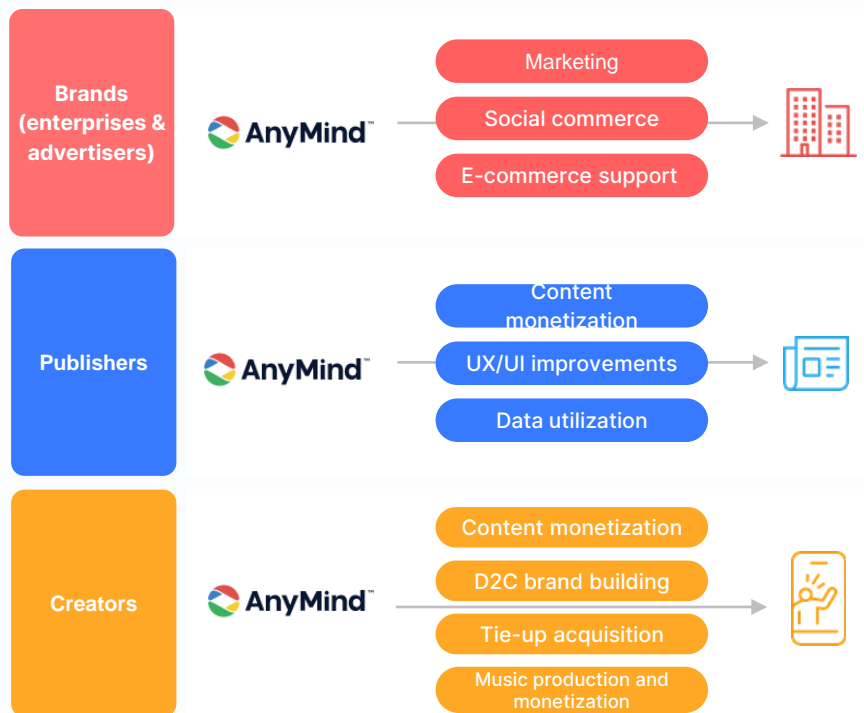 Brands
(enterprises &
advertisers)
AnyMind™
Marketing
Social commerce
E-commerce support
Publishers
AnyMind™
Content
monetization
UX/UI improvements
Data utilization
Creators
AnyMind™
Content monetization
D2C brand building
Tie-up acquisition
Music production and
monetization